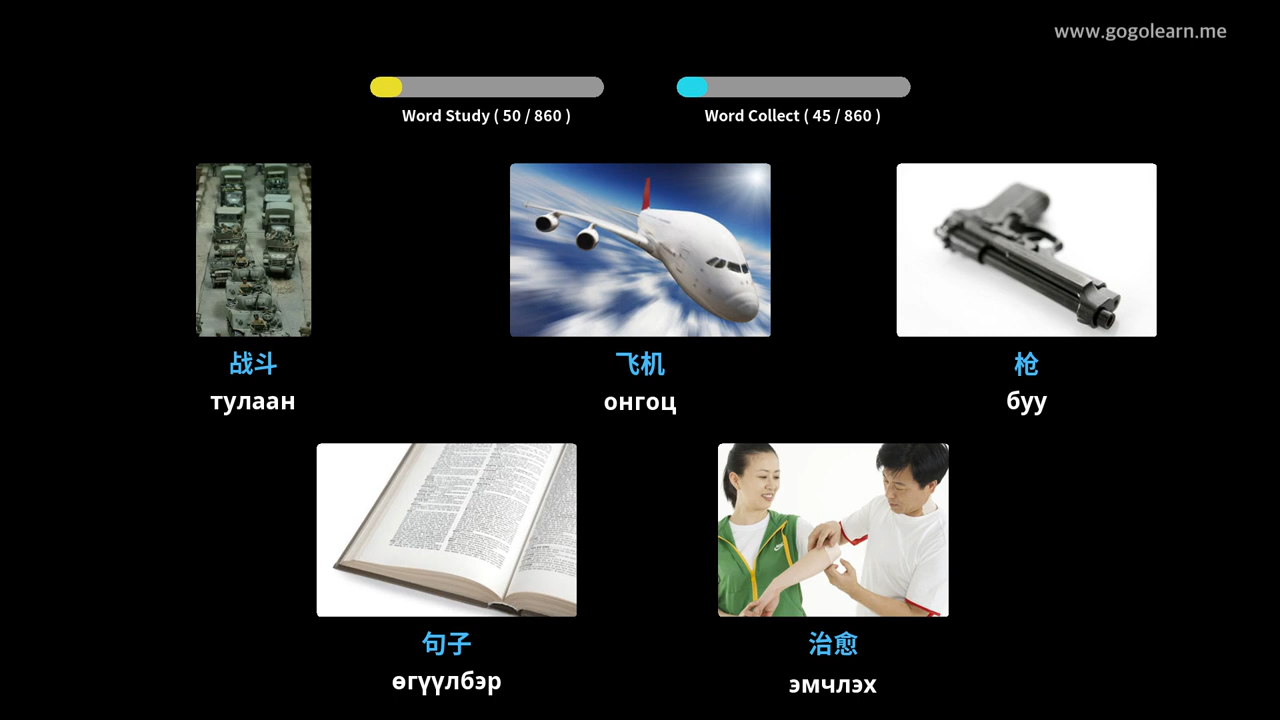 www.gogolearn.me
Word Study ( 50 / 860 )
Word Collect ( 45 / 860 )
战斗
тулаан
飞机
онгоц
枪
буу
句子
өгүүлбэр
治愈
эмчлэх